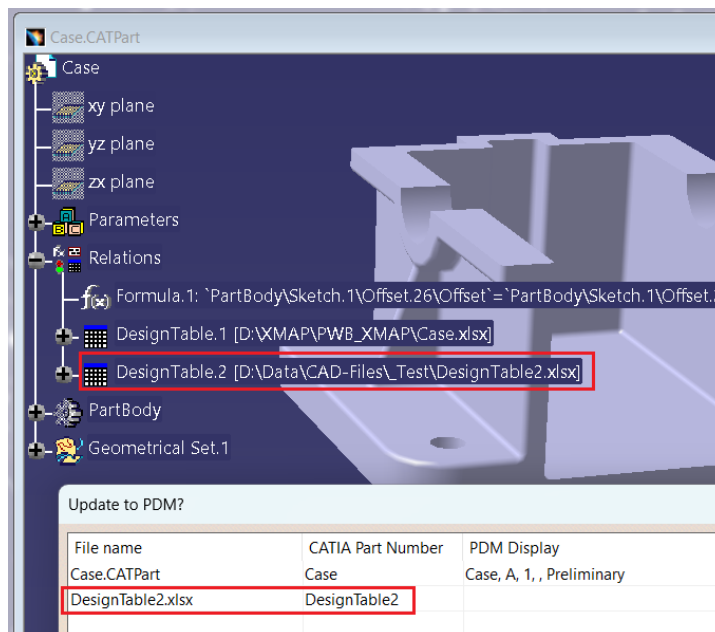 Case.CATPart
Case
xy plane
yz plane
zx plane
Parameters
Relations
f(x) Formula.1: `PartBody\Sketch.1\Offset.26\Offset`=`PartBody\Sketch.1\Offset.
DesignTable.1 [D:\XMAP\PWB_XMAP\Case.xlsx]
DesignTable.2 [D:\Data\CAD-Files\_Test\DesignTable2.xlsx]
PartBody
Geometrical Set.1
Update to PDM?
File name CATIA Part Number PDM Display
Case.CATPart Case Case, A, 1, , Preliminary
DesignTable2.xlsx DesignTable2